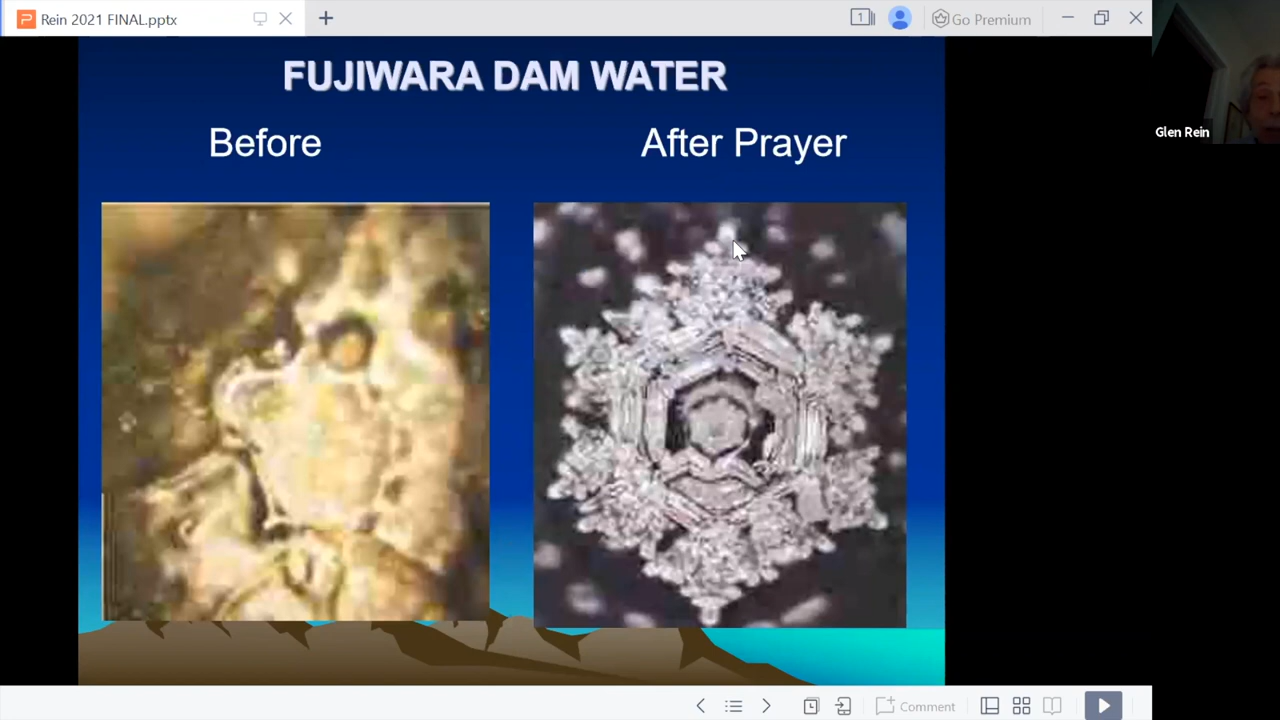 Rein 2021 FINAL.pptx
1
Go Premium
FUJIWARA DAM WATER
Before
After Prayer
Glen Rein
Comment